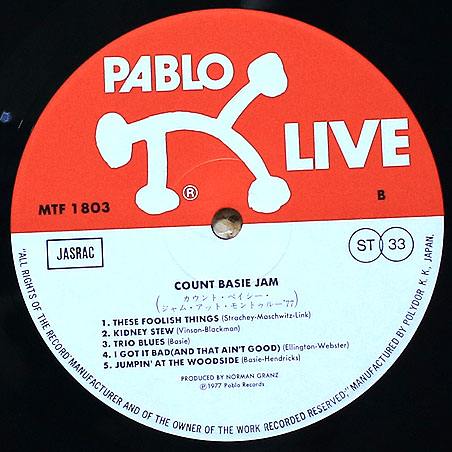 PABLO
LIVE
®
MTF 1803
B
JASRAC
ST 33
COUNT BASIE JAM
(カウント・ベイシー・
ジャム・アット・モントゥルー'77)
1. THESE FOOLISH THINGS (Strachey-Maschwitz-Link)
2. KIDNEY STEW (Vinson-Blackman)
3. TRIO BLUES (Basie)
4. I GOT IT BAD(AND THAT AIN'T GOOD) (Ellington-Webster)
5. JUMPIN' AT THE WOODSIDE (Basie-Hendricks)
PRODUCED BY NORMAN GRANZ
Ⓟ1977 Pablo Records
"ALL RIGHTS OF THE RECORD MANUFACTURER AND OF THE OWNER OF THE WORK RECORDED RESERVED," MANUFACTURED BY POLYDOR K. K., JAPAN.